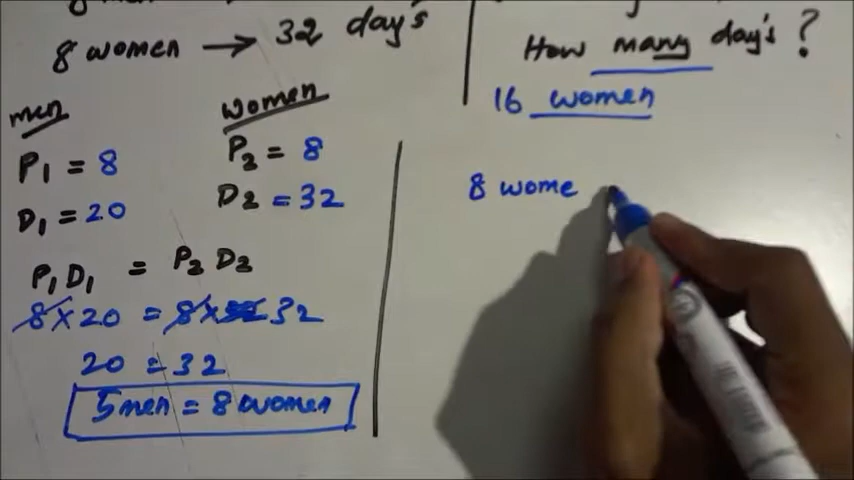 8 women → 32 day's
men
P1 = 8
D1 = 20
women
P2 = 8
D2 = 32
P1 D1 = P2 D2
8 x 20 = 8 x 32
20 = 32
5 men = 8 women
How many day's ?
16 women
8 wome